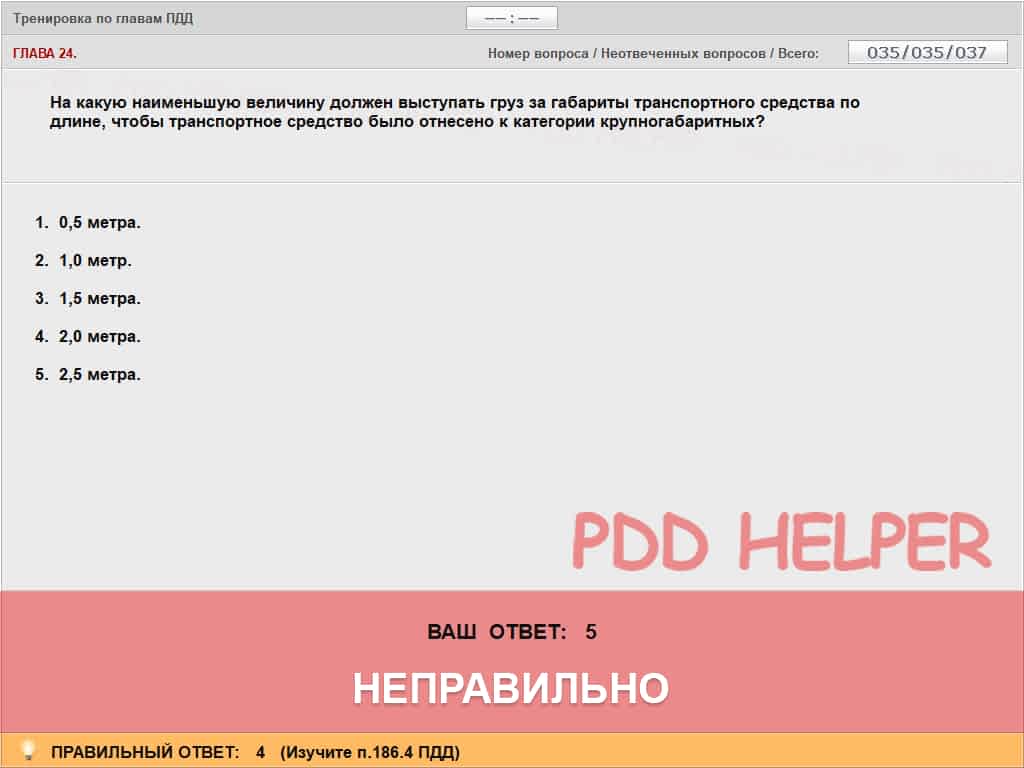 Тренировка по главам ПДД
—— : ——
ГЛАВА 24.
Номер вопроса / Неотвеченных вопросов / Всего: 035/035/037
На какую наименьшую величину должен выступать груз за габариты транспортного средства по
длине, чтобы транспортное средство было отнесено к категории крупногабаритных?
1. 0,5 метра.
2. 1,0 метр.
3. 1,5 метра.
4. 2,0 метра.
5. 2,5 метра.
PDD HELPER
ВАШ ОТВЕТ: 5
НЕПРАВИЛЬНО
ПРАВИЛЬНЫЙ ОТВЕТ: 4 (Изучите п.186.4 ПДД)